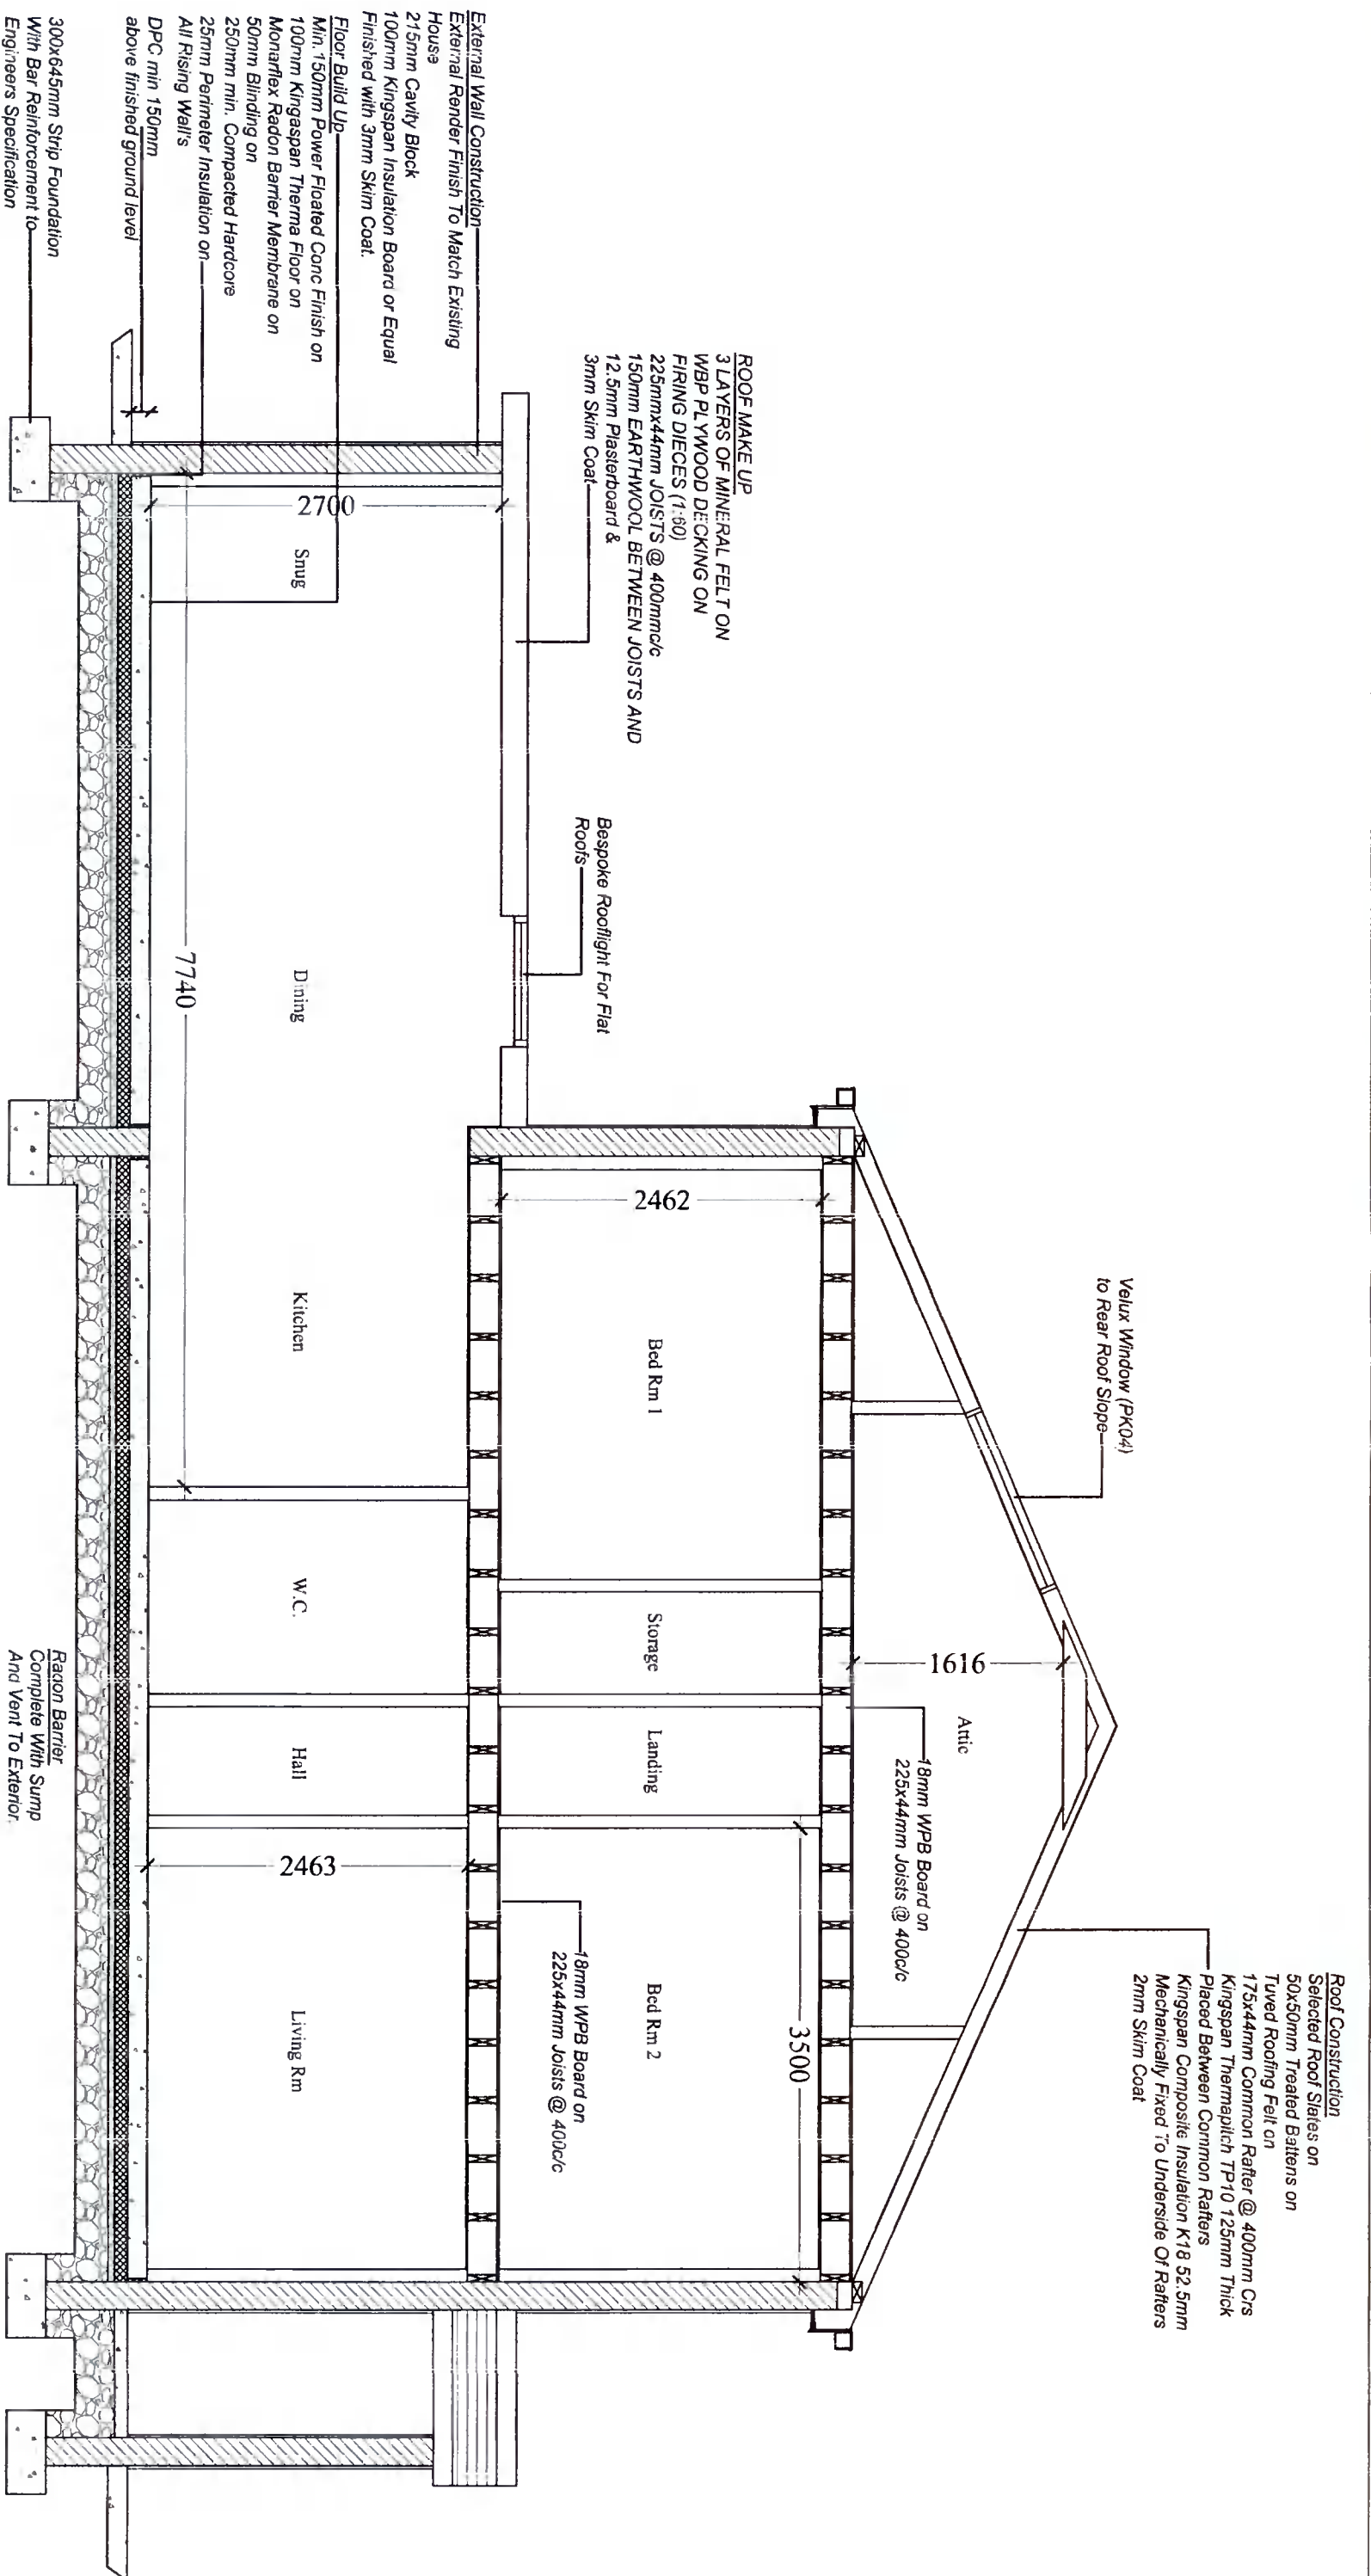 Roof Construction
Selected Roof Slates on
50x50mm Treated Battens on
Tuved Roofing Felt on
175x44mm Common Rafter @ 400mm Crs
Kingspan Thermapitch TP10 125mm Thick
Placed Between Common Rafters
Kingspan Composite Insulation K18 52.5mm
Mechanically Fixed To Underside Of Rafters
2mm Skim Coat
Velux Window (PK04)
to Rear Roof Slope
1616
Attic
18mm WPB Board on
225x44mm Joists @ 400c/c
ROOF MAKE UP
3 LAYERS OF MINERAL FELT ON
WBP PLYWOOD DECKING ON
FIRING DIECES (1:60)
225mmx44mm JOISTS @ 400mmc/c
150mm EARTHWOOL BETWEEN JOISTS AND
12.5mm Plasterboard &
3mm Skim Coat
Bespoke Rooflight For Flat
Roofs
2462
Bed Rm 1
Storage
Landing
Bed Rm 2
3500
18mm WPB Board on
225x44mm Joists @ 400c/c
External Wall Construction
External Render Finish To Match Existing
House
215mm Cavity Block
100mm Kingspan Insulation Board or Equal
Finished with 3mm Skim Coat.
Floor Build Up
Min.150mm Power Floated Conc Finish on
100mm Kingaspan Therma Floor on
Monarflex Radon Barrier Membrane on
50mm Blinding on
250mm min. Compacted Hardcore
25mm Perimeter Insulation on
All Rising Wall's
DPC min 150mm
above finished ground level
300x645mm Strip Foundation
With Bar Reinforcement to
Engineers Specification
2700
Snug
Dining
Kitchen
W.C.
Hall
Living Rm
2463
7740
Radon Barrier
Complete With Sump
And Vent To Exterior.